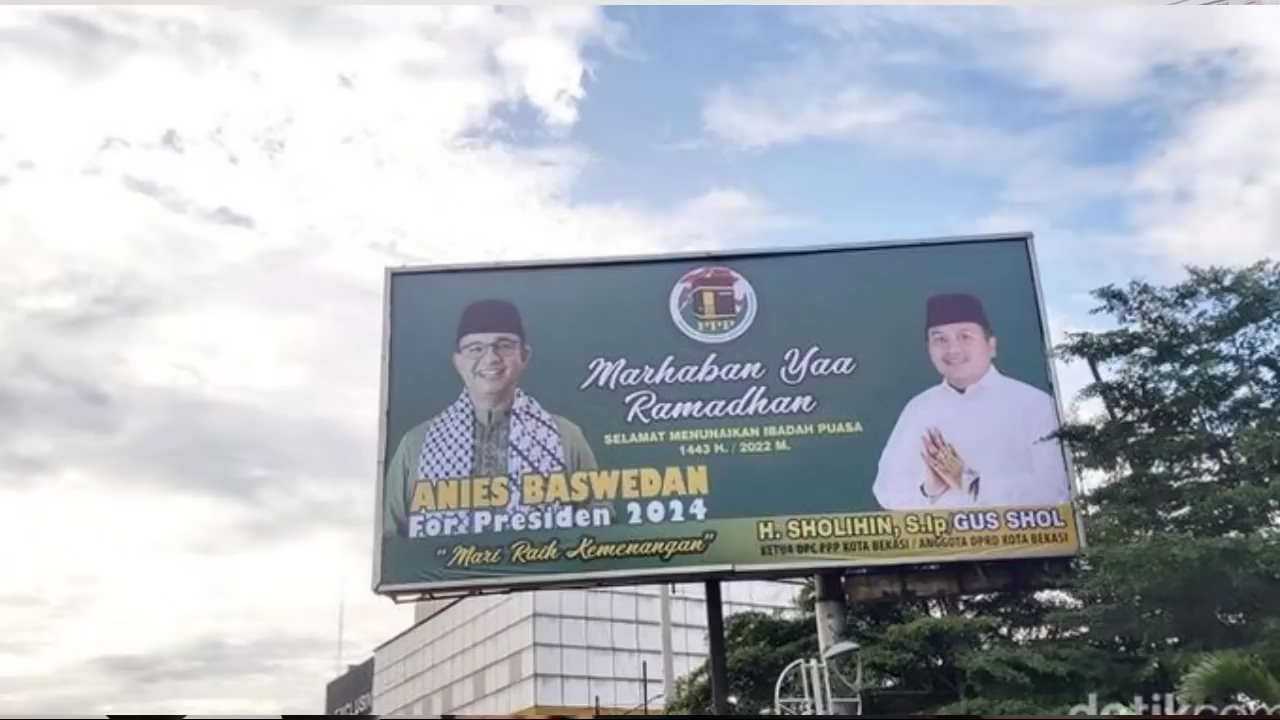 PPP
Marhaban Yaa
Ramadhan
SELAMAT MENUNAIKAN IBADAH PUASA
1443 H. / 2022 M.
ANIES BASWEDAN
For. Presiden 2024
"Mari Raih Kemenangan"
H. SHOLIHIN, S.Ip GUS SHOL
KETUA DPC PPP KOTA BEKASI / ANGGOTA DPRD KOTA BEKASI
detikcom